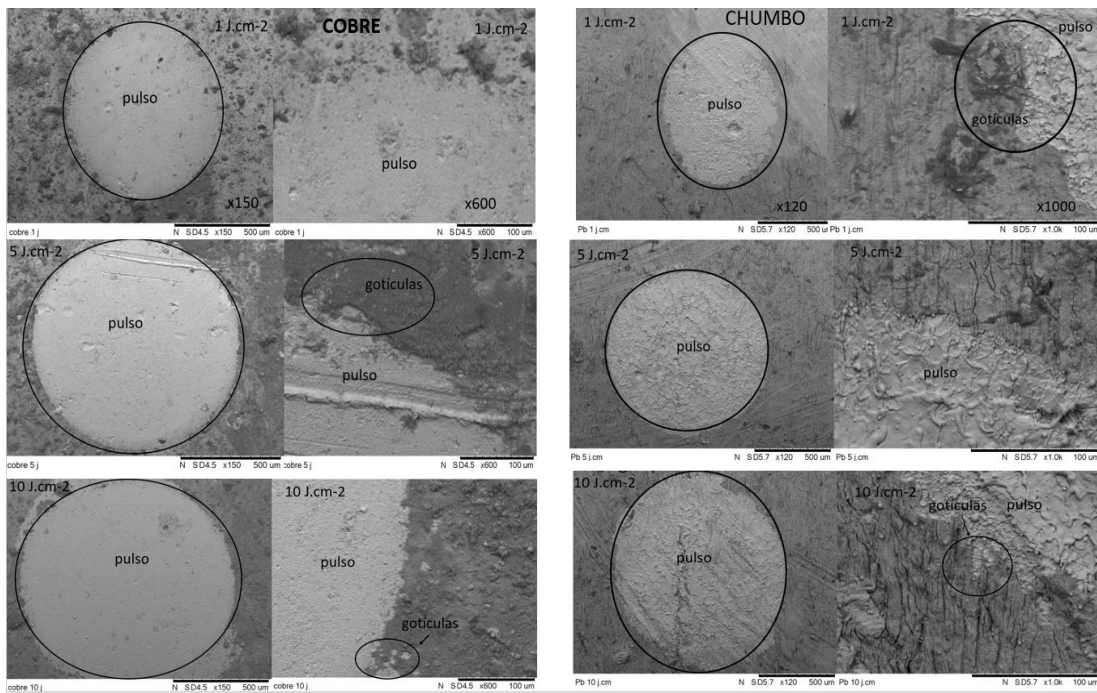 COBRE
1 J.cm-2
pulso
x150
cobre 1 j
N SD4.5 x150 500 um
1 J.cm-2
pulso
x600
N SD4.5 x600 100 um
5 J.cm-2
pulso
cobre 5 j
N SD4.5 x150 500 um
5 J.cm-2
gotículas
pulso
cobre 5 j
N SD4.5 x600 100 um
10 J.cm-2
pulso
cobre 10 j
N SD4.5 x150 500 um
10 J.cm-2
pulso
gotículas
cobre 10 j
N SD4.5 x600 100 um
CHUMBO
1 J.cm-2
pulso
x120
Pb 1 j.cm
N SD5.7 x120 500 um
1 J.cm-2
pulso
gotículas
x1000
Pb 1 j.cm
N SD5.7 x1.0k 100 um
5 J.cm-2
pulso
Pb 5 j.cm
N SD5.7 x120 500 um
5 J.cm-2
pulso
Pb 5 j.cm
N SD5.7 x1.0k 100 um
10 J.cm-2
pulso
Pb 10 j.cm
N SD5.7 x120 500 um
10 J.cm-2
gotículas
pulso
Pb 10 j.cm
N SD5.7 x1.0k 100 um